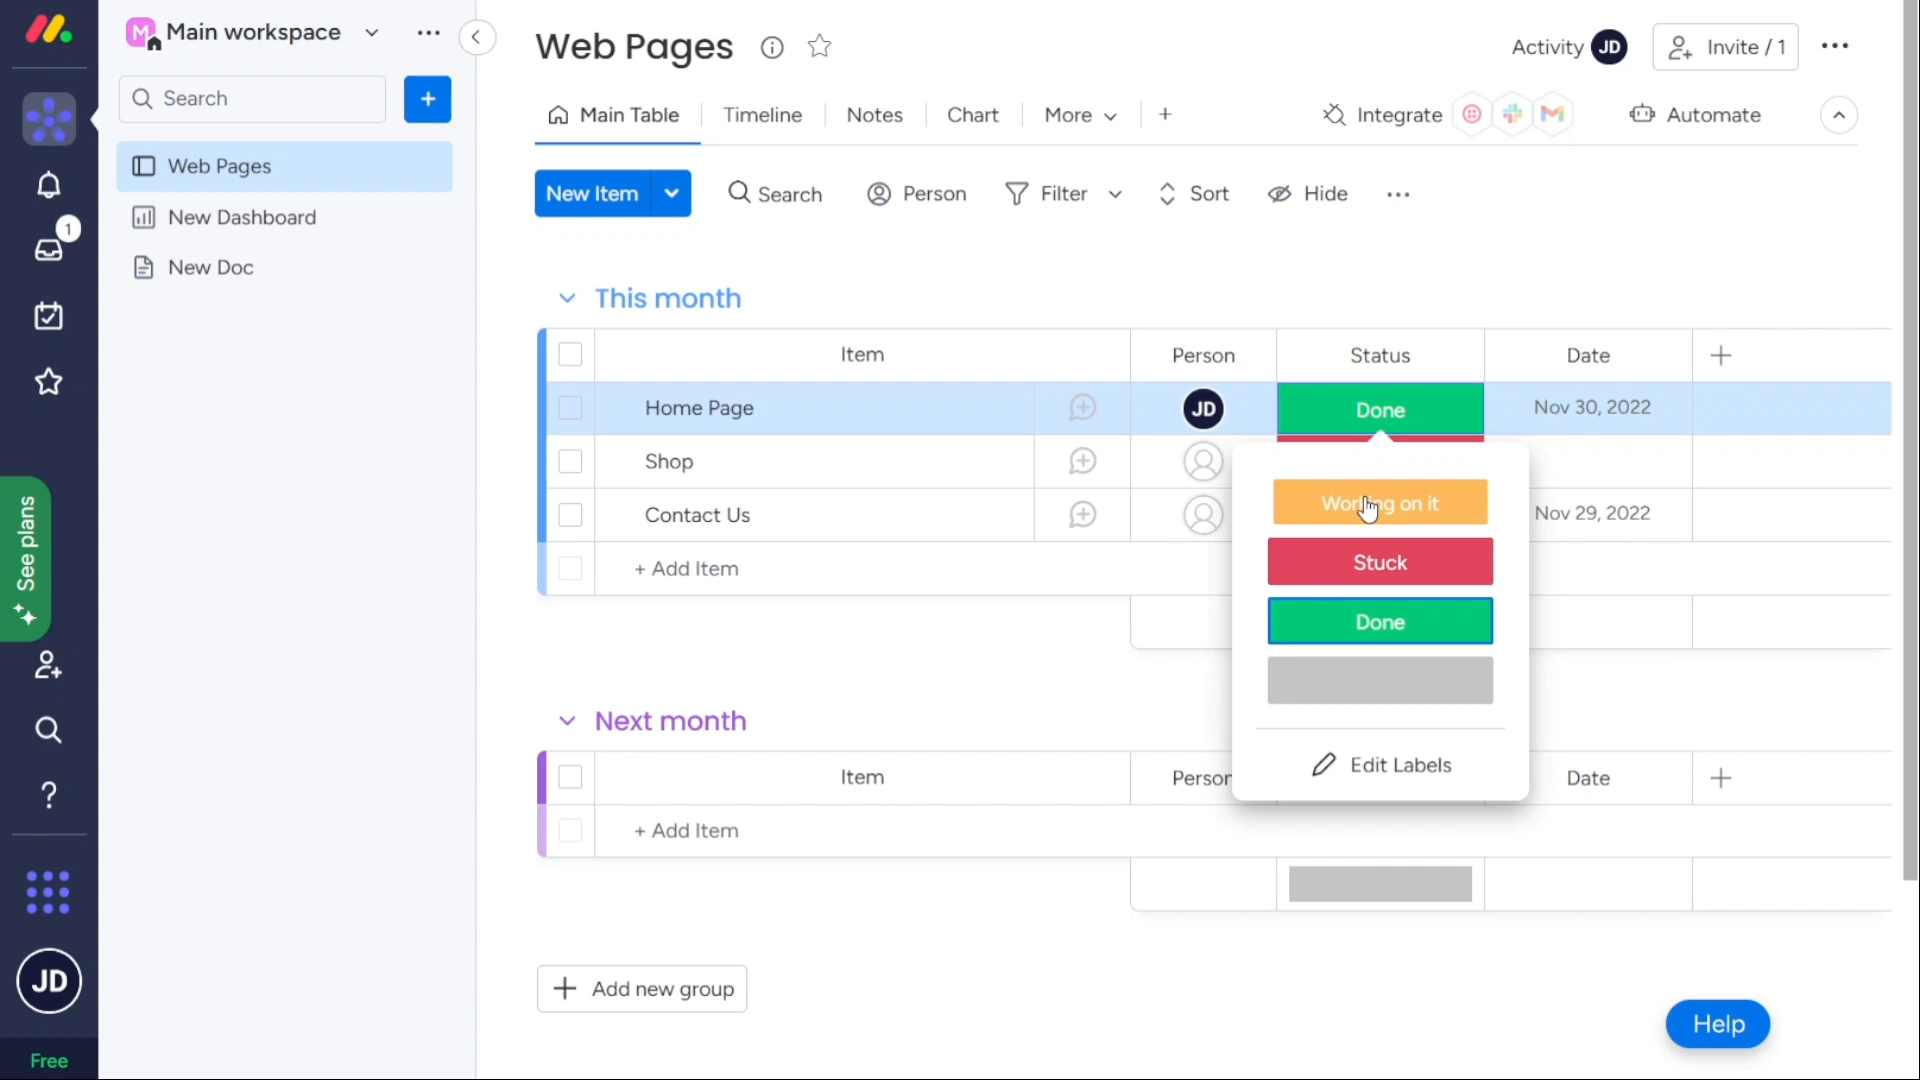 M Main workspace
Search
+
Web Pages
New Dashboard
New Doc
1
See plans
?
JD
Free
Web Pages
Activity JD Invite / 1
Main Table Timeline Notes Chart More + Integrate Automate
New Item Search Person Filter Sort Hide
This month
Item Person Status Date +
Home Page JD Done Nov 30, 2022
Shop
Contact Us Nov 29, 2022
+ Add Item
Working on it
Stuck
Done
Edit Labels
Next month
Item Person Date +
+ Add Item
+ Add new group
Help